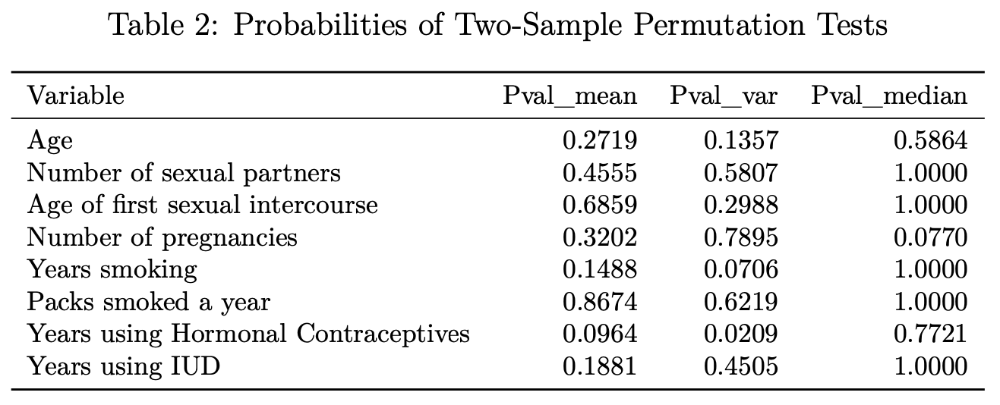 Table 2: Probabilities of Two-Sample Permutation Tests
Variable Pval_mean Pval_var Pval_median
Age 0.2719 0.1357 0.5864
Number of sexual partners 0.4555 0.5807 1.0000
Age of first sexual intercourse 0.6859 0.2988 1.0000
Number of pregnancies 0.3202 0.7895 0.0770
Years smoking 0.1488 0.0706 1.0000
Packs smoked a year 0.8674 0.6219 1.0000
Years using Hormonal Contraceptives 0.0964 0.0209 0.7721
Years using IUD 0.1881 0.4505 1.0000